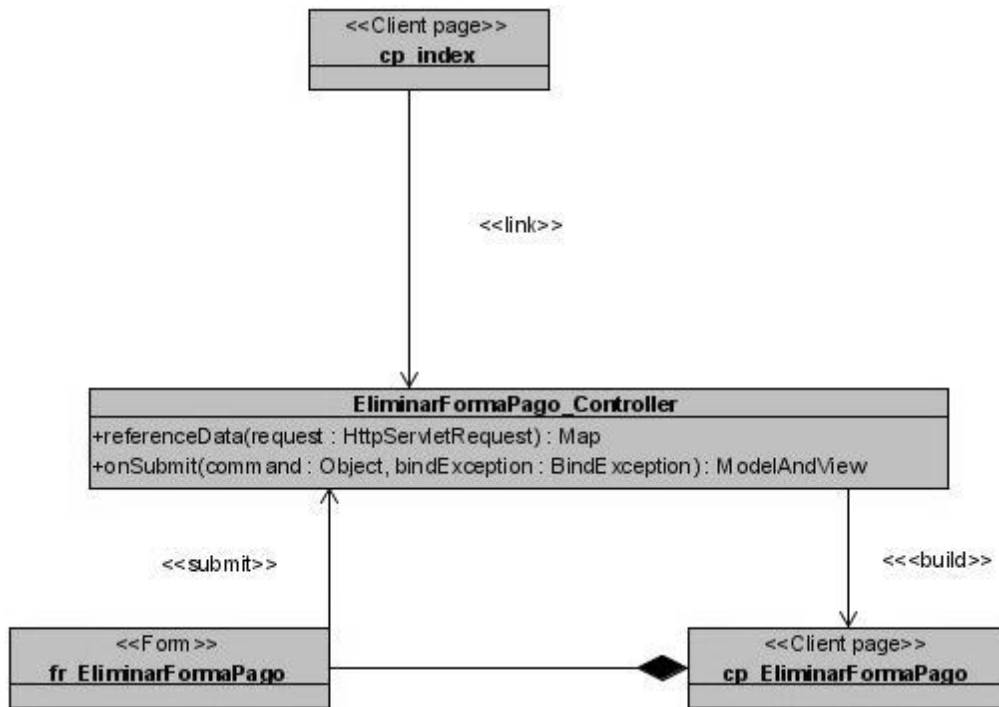 <<Client page>>
cp_index
<<link>>
EliminarFormaPago_Controller
+referenceData(request : HttpServletRequest) : Map
+onSubmit(command : Object, bindException : BindException) : ModelAndView
<<submit>>
<<<build>>
<<Form>>
fr_EliminarFormaPago
<<Client page>>
cp_EliminarFormaPago